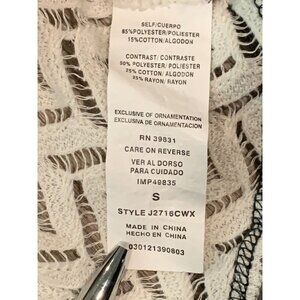 SELF/CUERPO
85%POLYESTER/POLIESTER
15%COTTON/ALGODON
CONTRAST/CONTRASTE
50% POLYESTER/POLIESTER
25% COTTON/ALGODON
25% RAYON/RAYON
EXCLUSIVE OF ORNAMENTATION
EXCLUSIVA DE ORNAMENTACION
RN 39831
CARE ON REVERSE
VER AL DORSO
PARA CUIDADO
IMP49835
S
STYLE J2716CWX
MADE IN CHINA
HECHO EN CHINA
030121390803